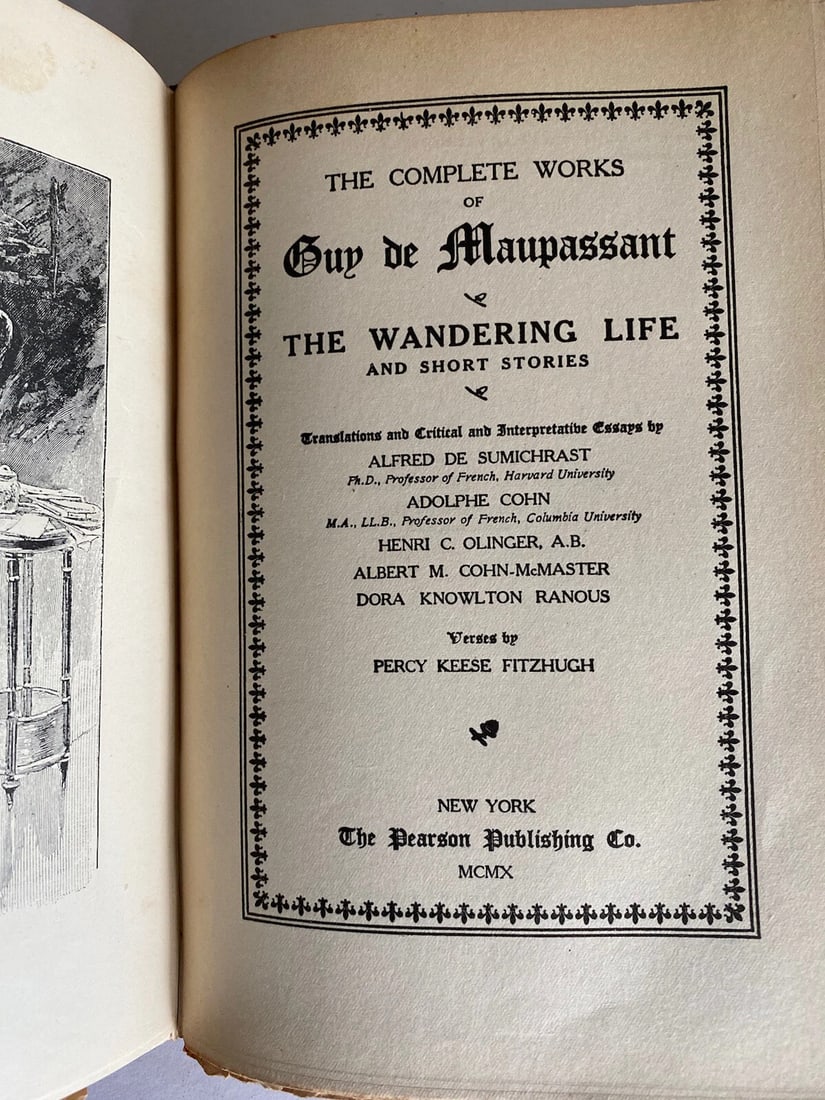 THE COMPLETE WORKS
OF
Guy de Maupassant
THE WANDERING LIFE
AND SHORT STORIES
Translations and Critical and Interpretative Essays by
ALFRED DE SUMICHRAST
Ph.D., Professor of French, Harvard University
ADOLPHE COHN
M.A., LL.B., Professor of French, Columbia University
HENRI C. OLINGER, A.B.
ALBERT M. COHN-McMASTER
DORA KNOWLTON RANOUS
Verses by
PERCY KEESE FITZHUGH
NEW YORK
The Pearson Publishing Co.
MCMX